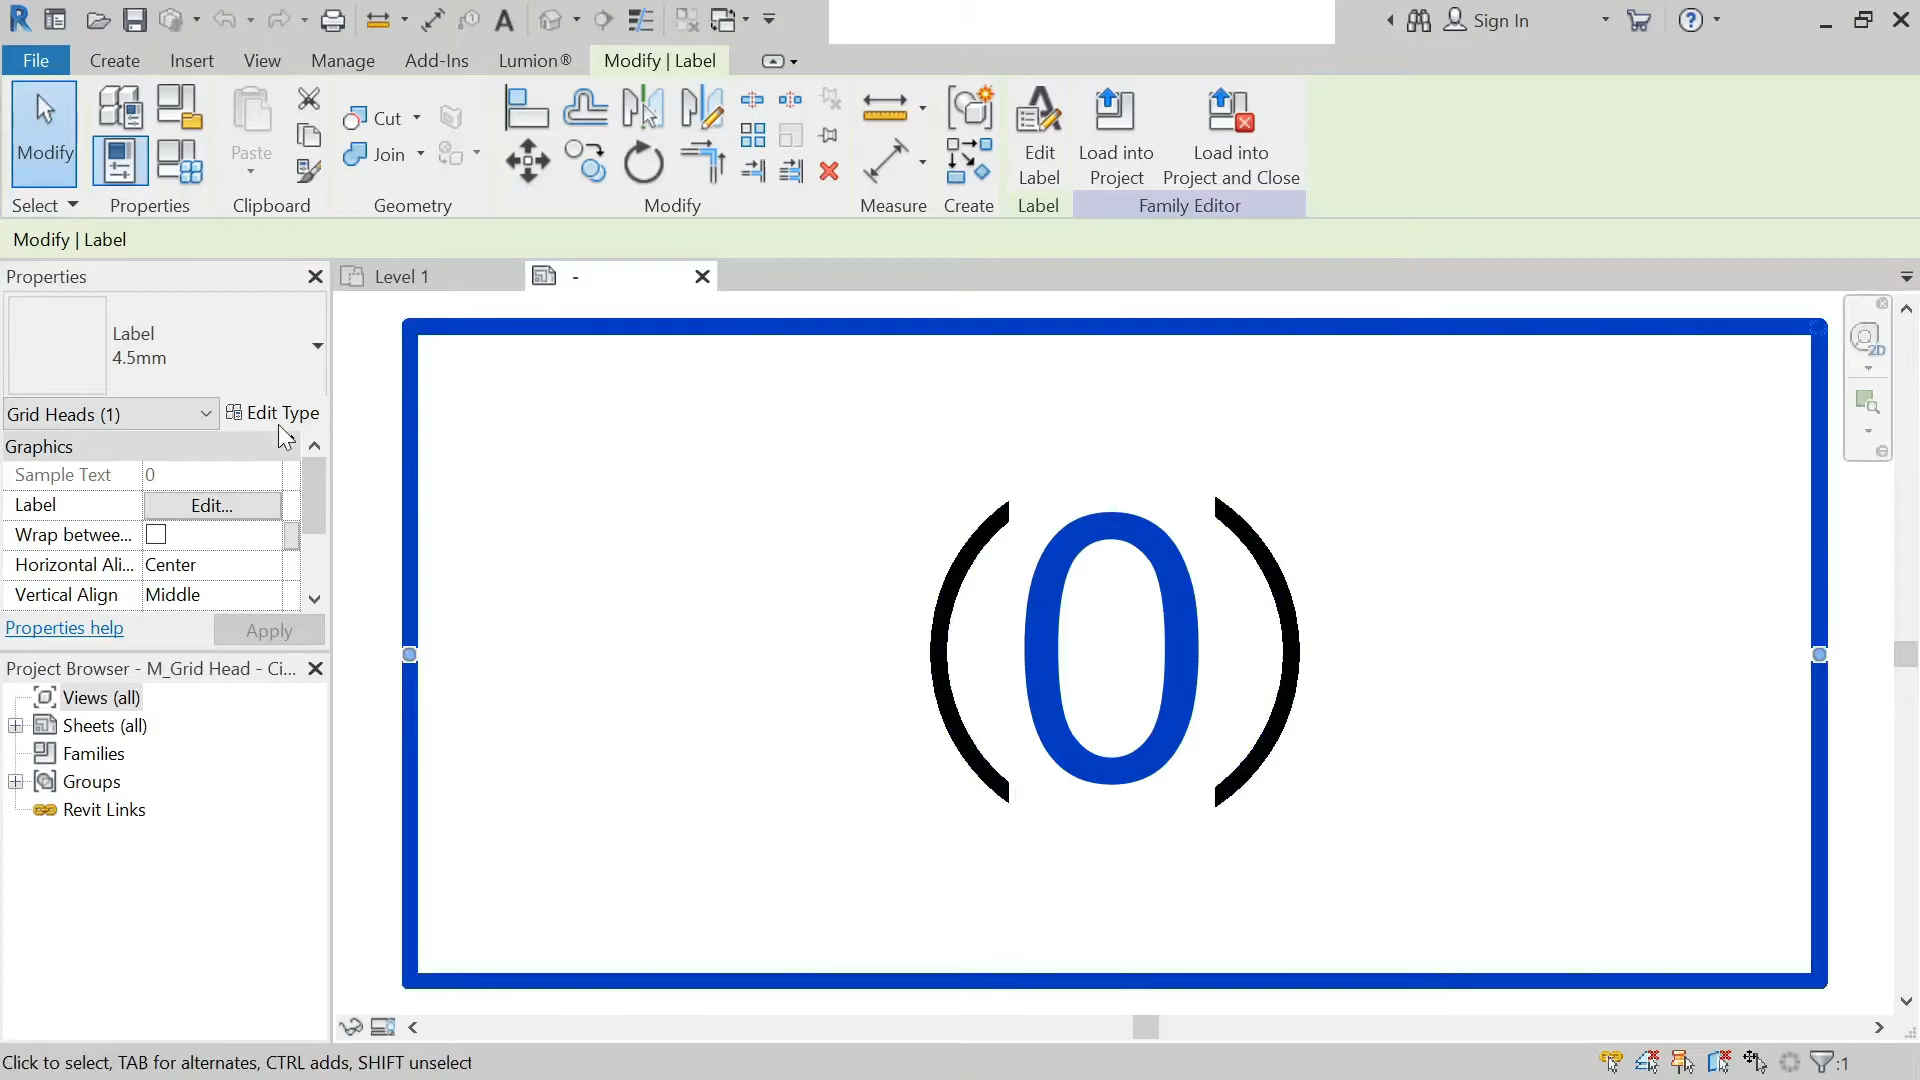 Sign In
File Create Insert View Manage Add-Ins Lumion® Modify | Label
Modify
Paste
Cut
Join
Edit Label
Load into Project
Load into Project and Close
Select Properties Clipboard Geometry Modify Measure Create Label Family Editor
Modify | Label
Properties
Level 1
-
Label
4.5mm
Grid Heads (1) Edit Type
Graphics
Sample Text 0
Label Edit...
Wrap betwee...
Horizontal Ali... Center
Vertical Align Middle
Properties help Apply
Project Browser - M_Grid Head - Ci...
Views (all)
Sheets (all)
Families
Groups
Revit Links
0
2D
Click to select, TAB for alternates, CTRL adds, SHIFT unselect
:1